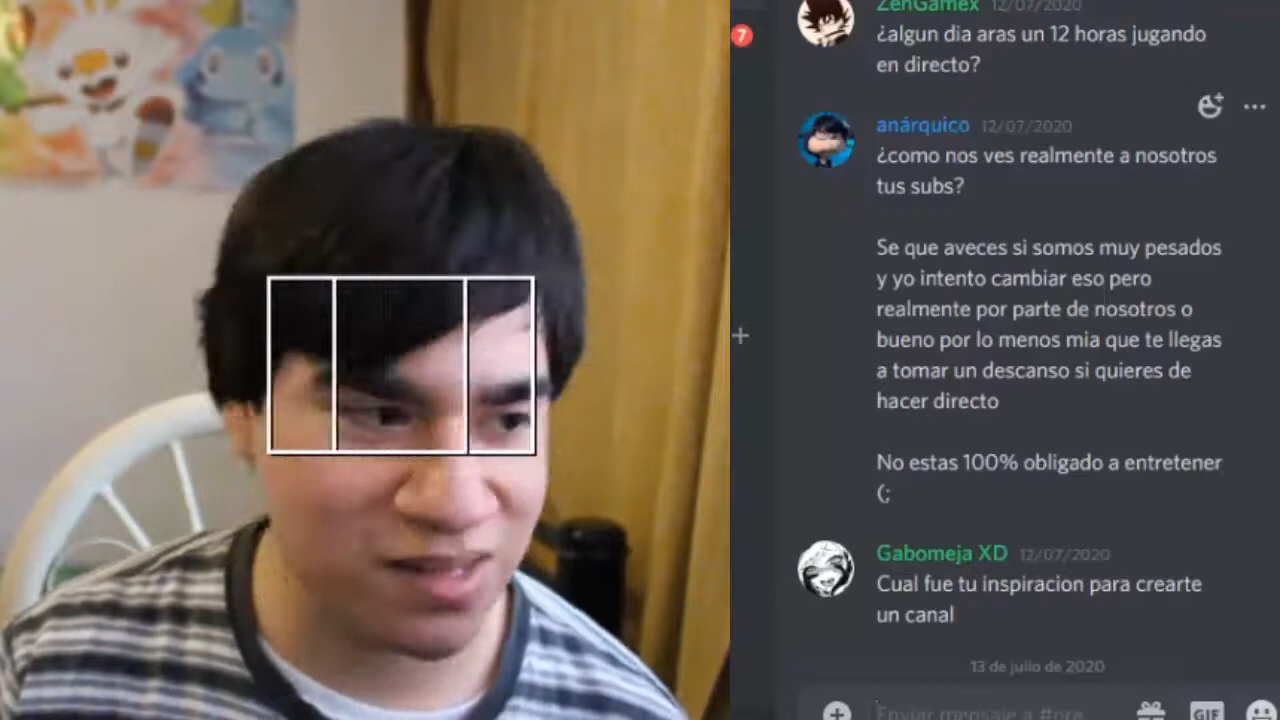 ZenGamex 12/07/2020
¿algun dia aras un 12 horas jugando
en directo?
7
anárquico 12/07/2020
¿como nos ves realmente a nosotros
tus subs?
Se que aveces si somos muy pesados
y yo intento cambiar eso pero
realmente por parte de nosotros o
bueno por lo menos mia que te llegas
a tomar un descanso si quieres de
hacer directo
No estas 100% obligado a entretener
(;
Gabomeja XD 12/07/2020
Cual fue tu inspiracion para crearte
un canal
13 de julio de 2020
Enviar mensaje a #pre
GIF